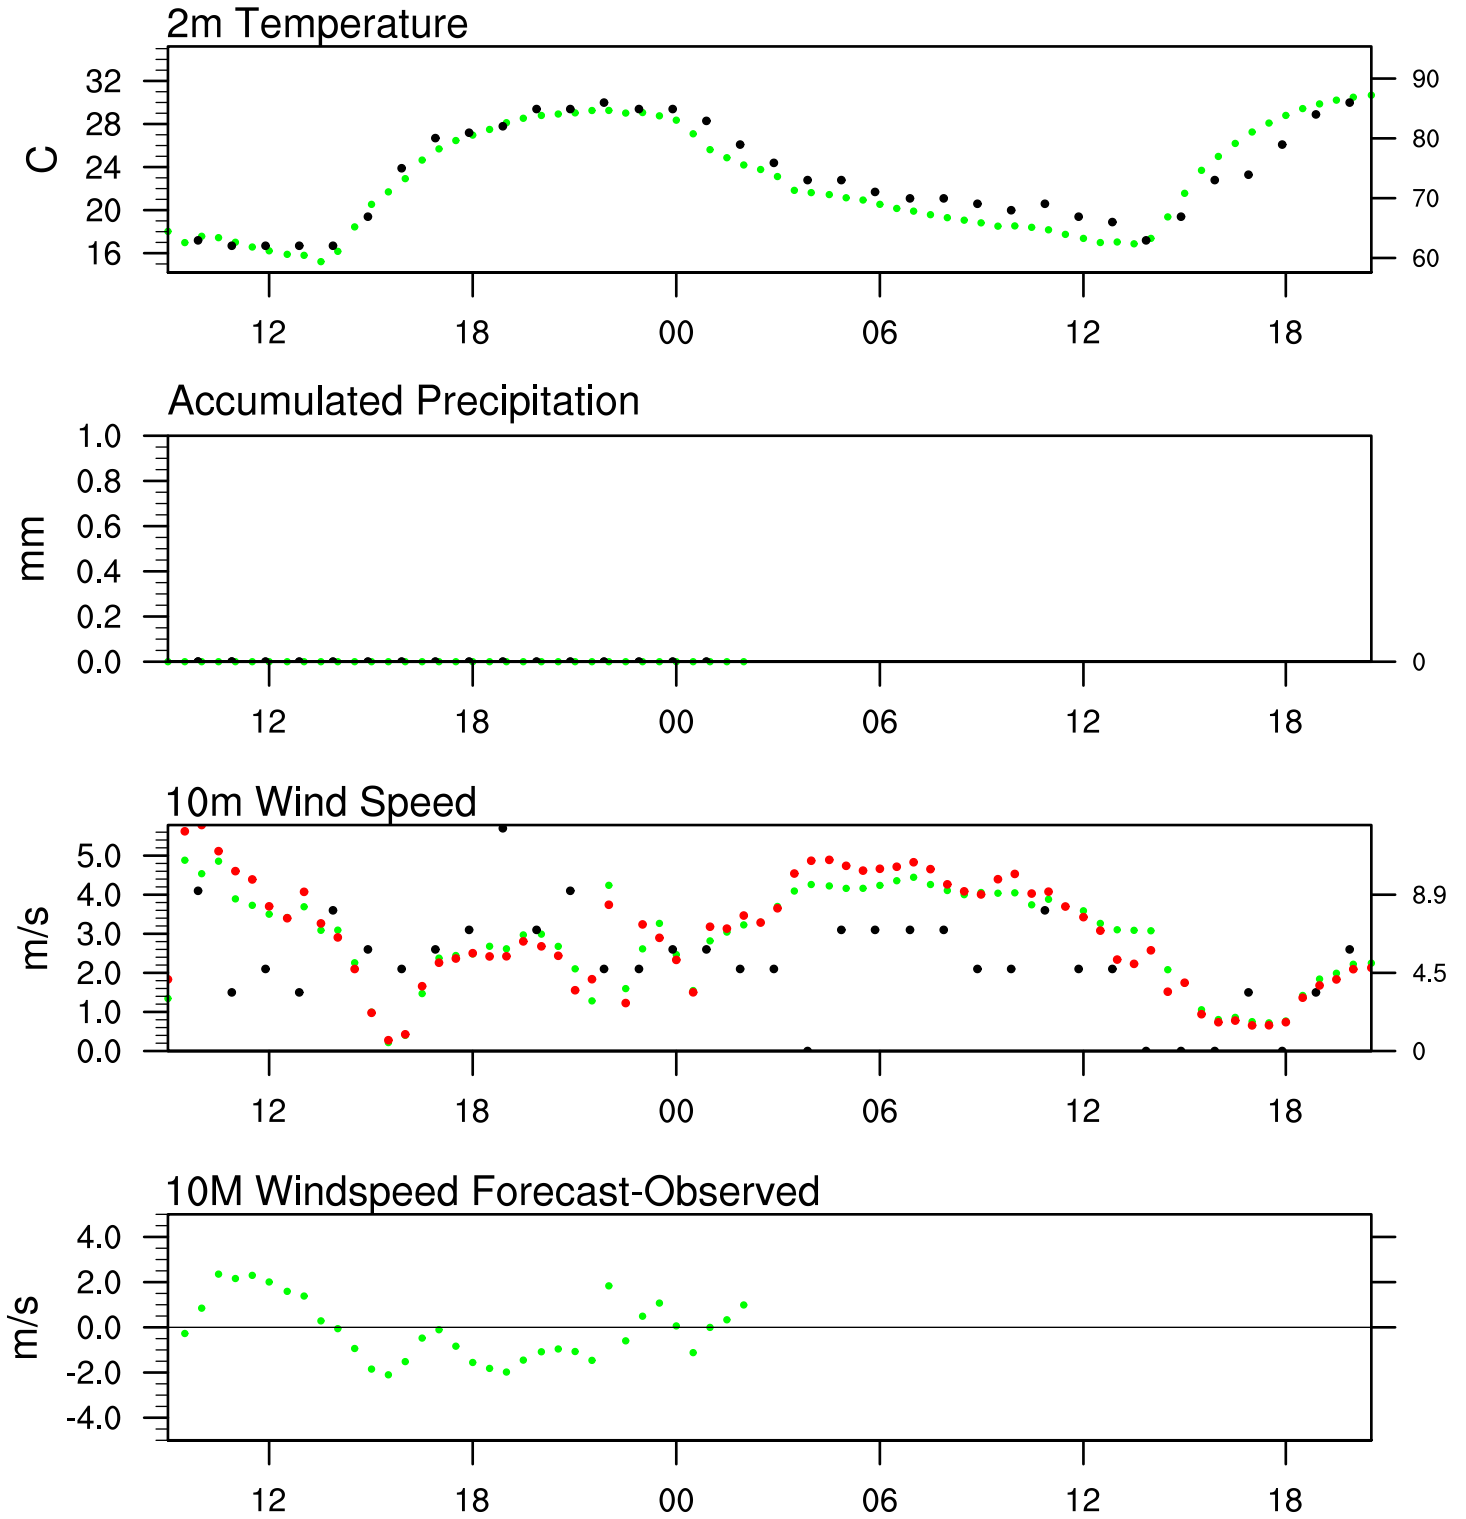 2m Temperature
32
28
24
20
16
C
90
80
70
60
12 18 00 06 12 18
Accumulated Precipitation
1.0
0.8
0.6
0.4
0.2
0.0
mm
0
12 18 00 06 12 18
10m Wind Speed
5.0
4.0
3.0
2.0
1.0
0.0
m/s
8.9
4.5
0
12 18 00 06 12 18
10M Windspeed Forecast-Observed
4.0
2.0
0.0
-2.0
-4.0
m/s
12 18 00 06 12 18